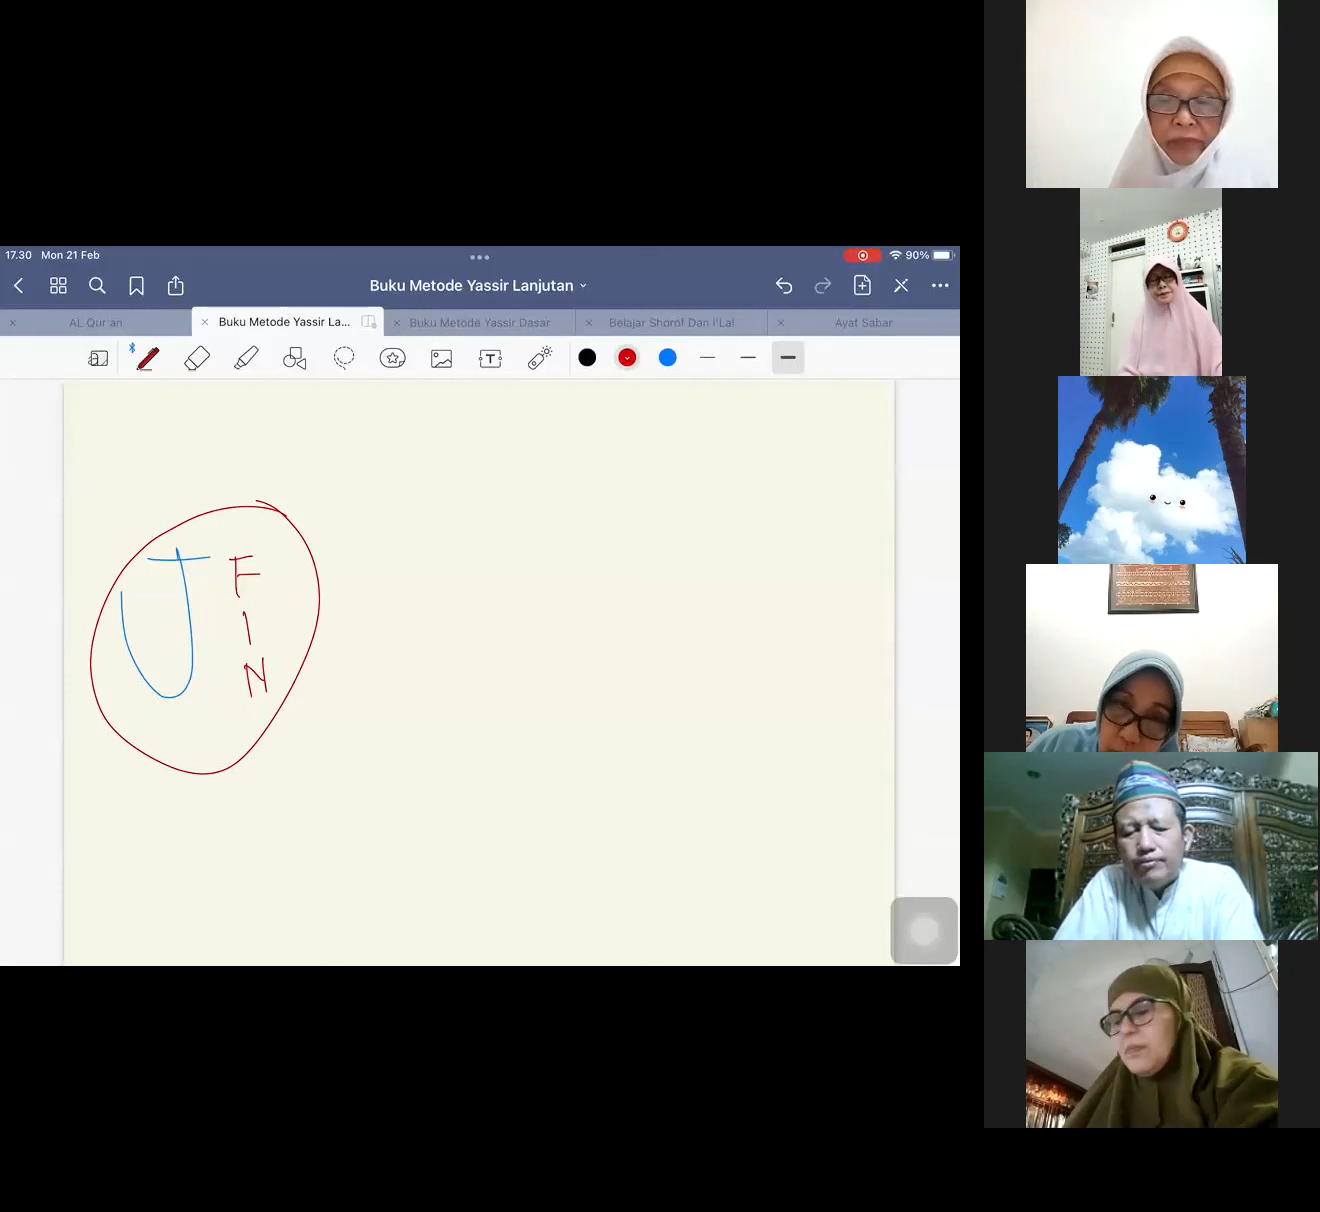 17.30 Mon 21 Feb
90%
Buku Metode Yassir Lanjutan
AL Qur'an
Buku Metode Yassir La...
Buku Metode Yassir Dasar
Belajar Shorof Dan I'Lal
Ayat Sabar
T
J
F
I
N